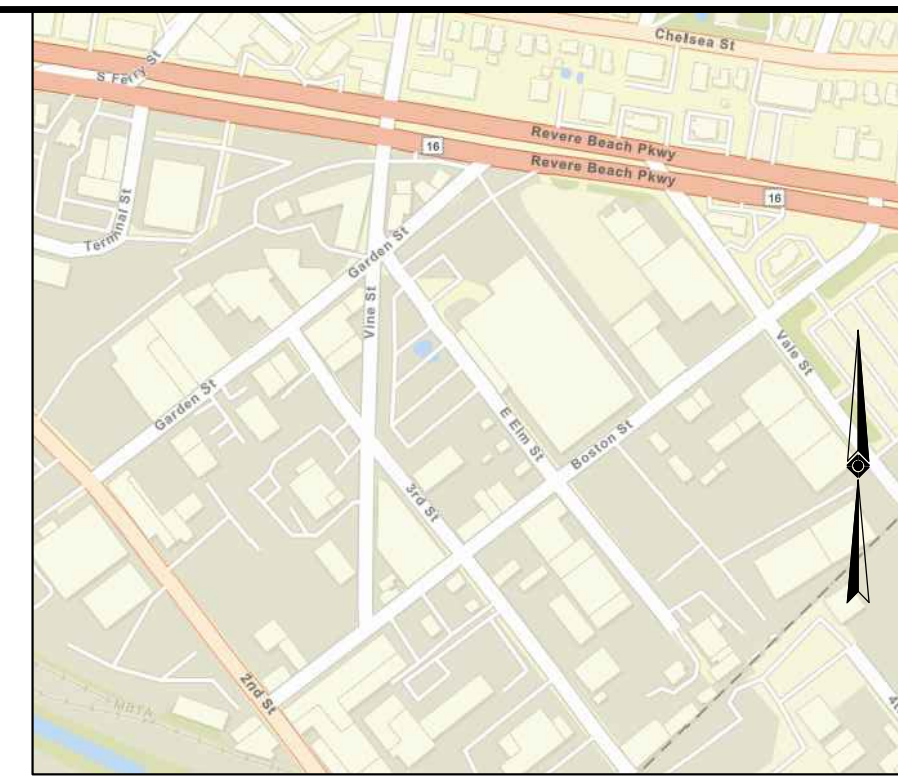 Chelsea St
S Ferry St
Revere Beach Pkwy
16
Revere Beach Pkwy
16
Terminal St
Garden St
Vine St
Vale St
Garden St
E Elm St
Boston St
3rd St
2nd St
MBTA